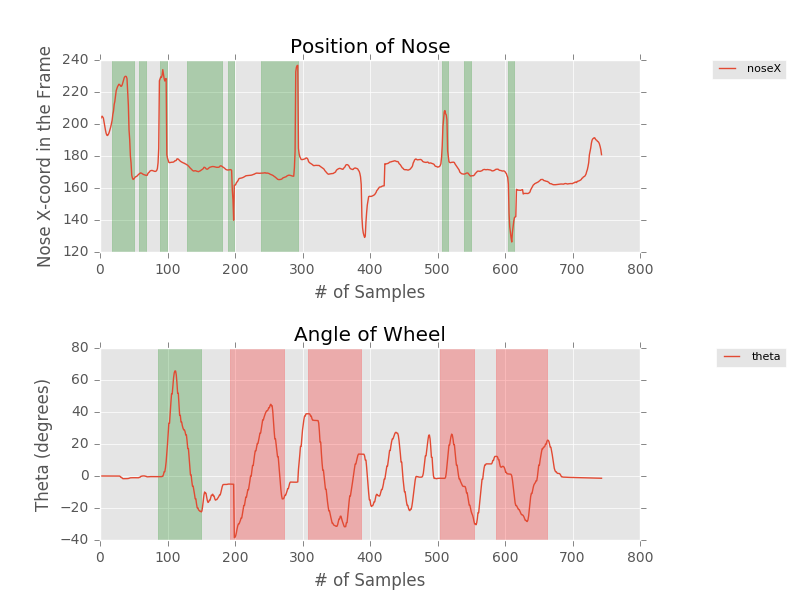 Position of Nose
Nose X-coord in the Frame
240
220
200
180
160
140
120
0 100 200 300 400 500 600 700 800
# of Samples
noseX
Angle of Wheel
Theta (degrees)
80
60
40
20
0
−20
−40
0 100 200 300 400 500 600 700 800
# of Samples
theta